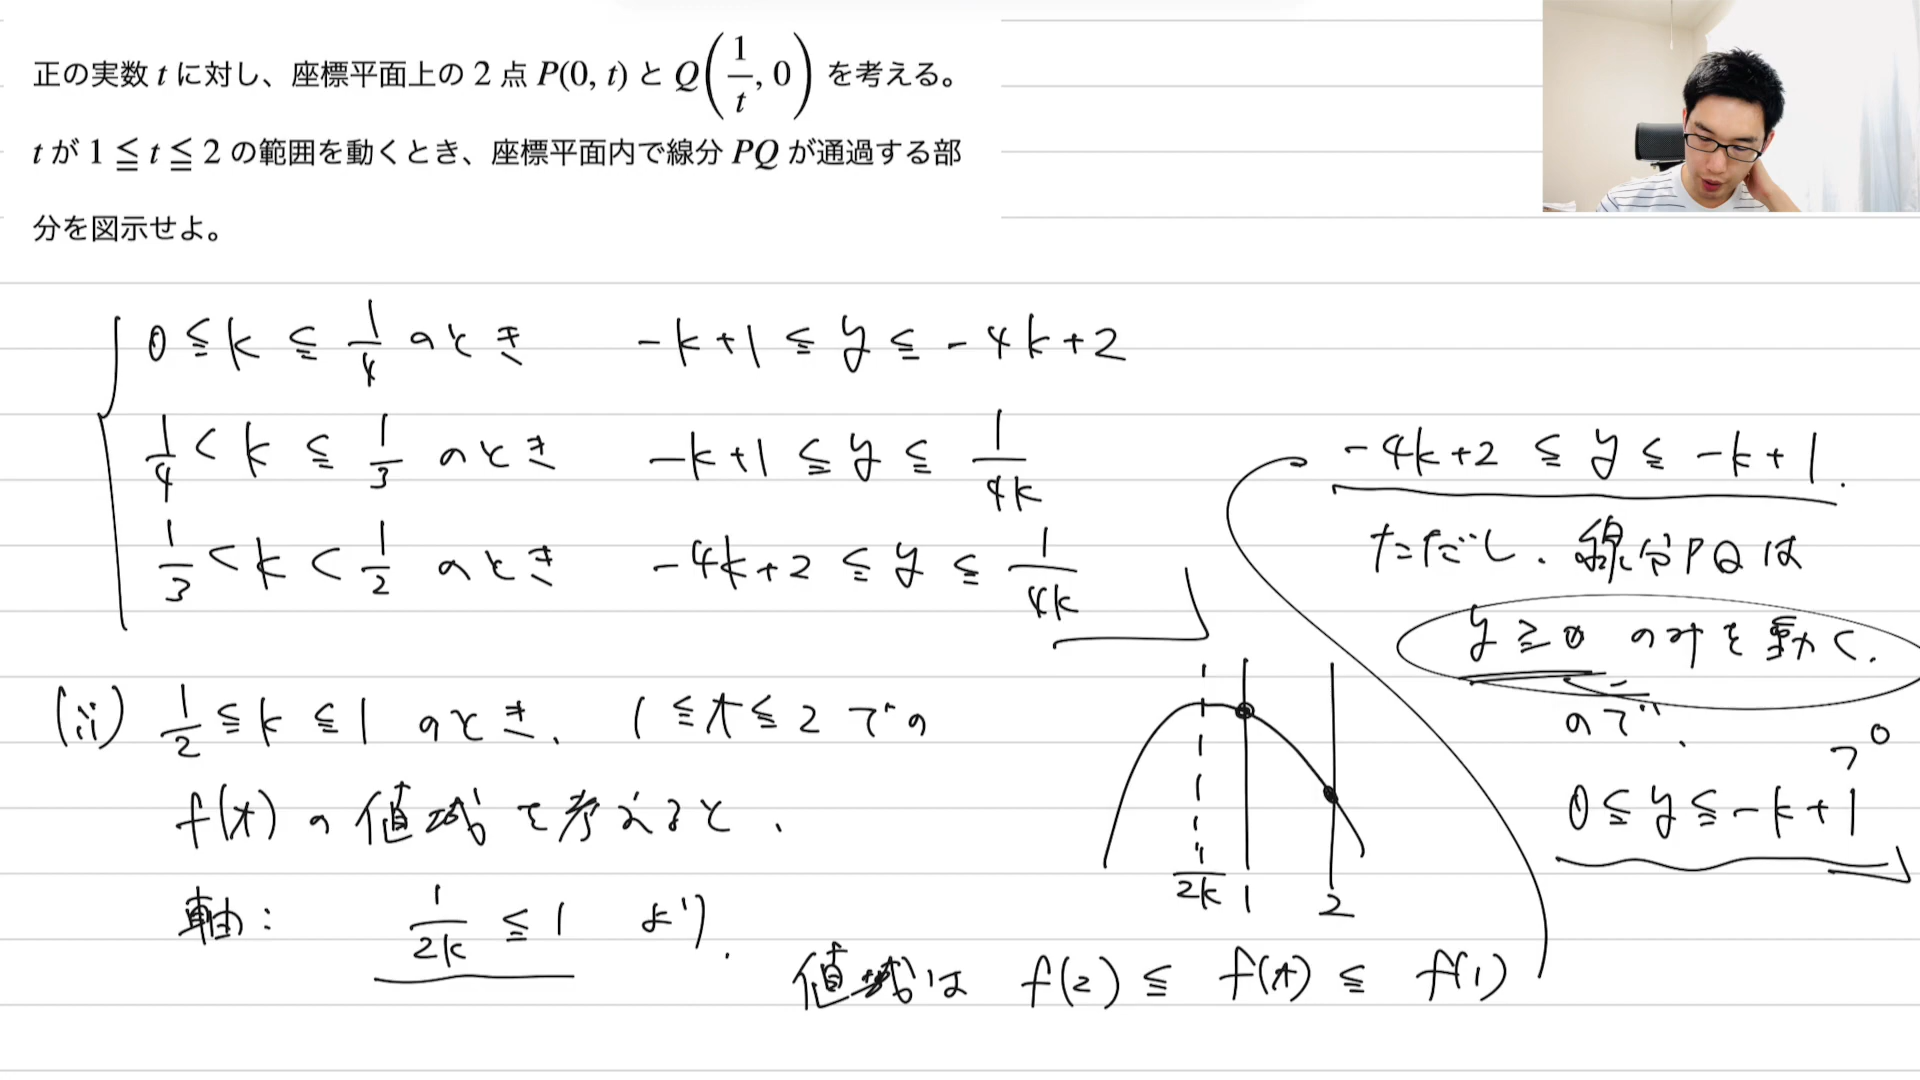 正の実数 t に対し、座標平面上の 2 点 P(0, t) と Q(1/t, 0) を考える。
t が 1 ≦ t ≦ 2 の範囲を動くとき、座標平面内で線分 PQ が通過する部
分を図示せよ。
0 ≦ k ≦ 1/4 のとき -k+1 ≦ y ≦ -4k+2
1/4 < k ≦ 1/3 のとき -k+1 ≦ y ≦ 1/4k
1/3 < k < 1/2 のとき -4k+2 ≦ y ≦ 1/4k
(ii) 1/2 ≦ k ≦ 1 のとき、1 ≦ t ≦ 2 での
f(t) の値域を考えると、
軸: 1/2k ≦ 1 より、
1/2k 1 2
値域は f(2) ≦ f(t) ≦ f(1)
-4k+2 ≦ y ≦ -k+1.
ただし、線分PQは
y ≧ 0 のみを動く.
ので、
0
0 ≦ y ≦ -k+1